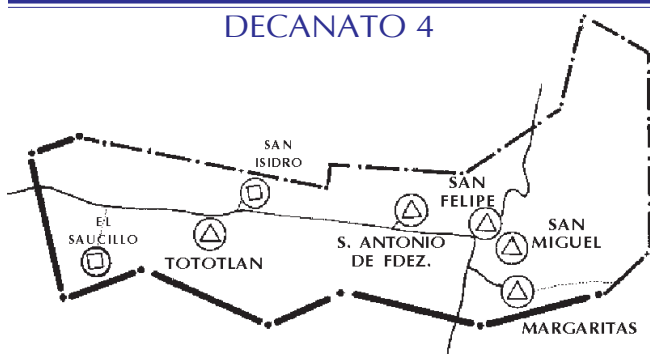 DECANATO 4
SAN
ISIDRO
SAN
FELIPE
EL
SAUCILLO
TOTOTLAN
S. ANTONIO
DE FDEZ.
SAN
MIGUEL
MARGARITAS